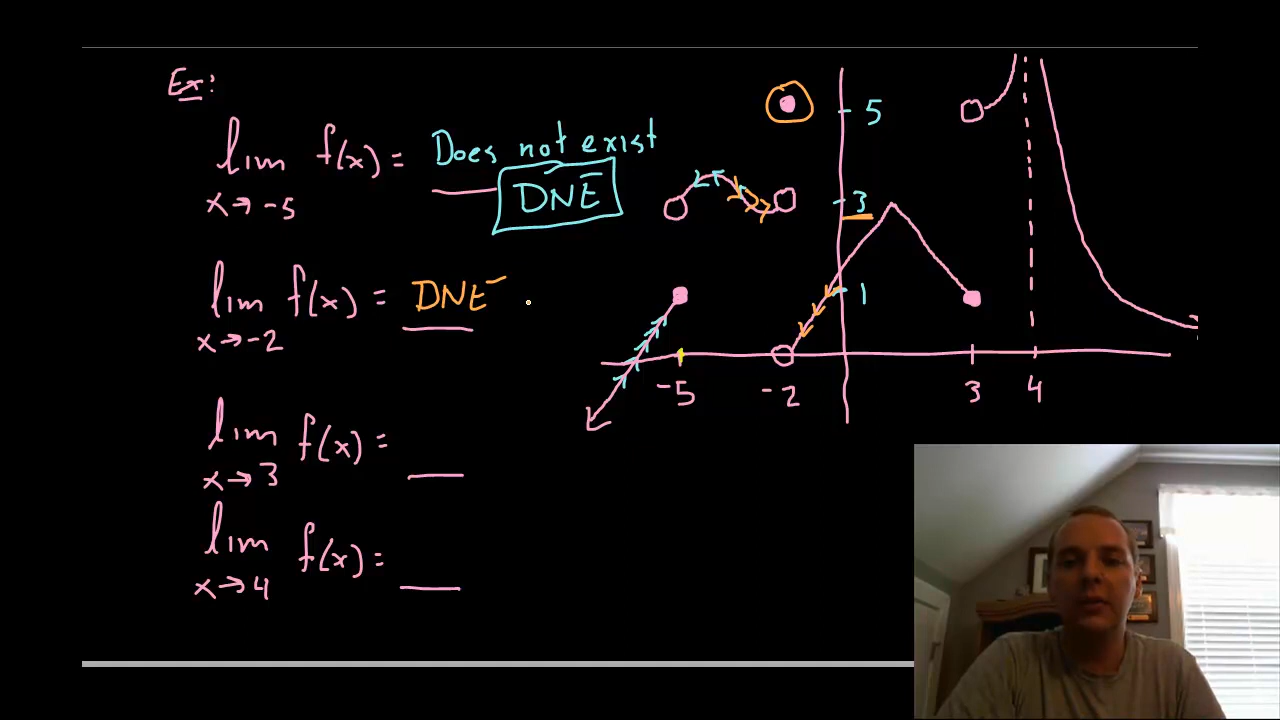 Ex:
lim f(x) = Does not exist
x→-5 DNE
lim f(x) = DNE
x→-2
lim f(x) =
x→3
lim f(x) =
x→4
5
3
1
-5 -2 3 4